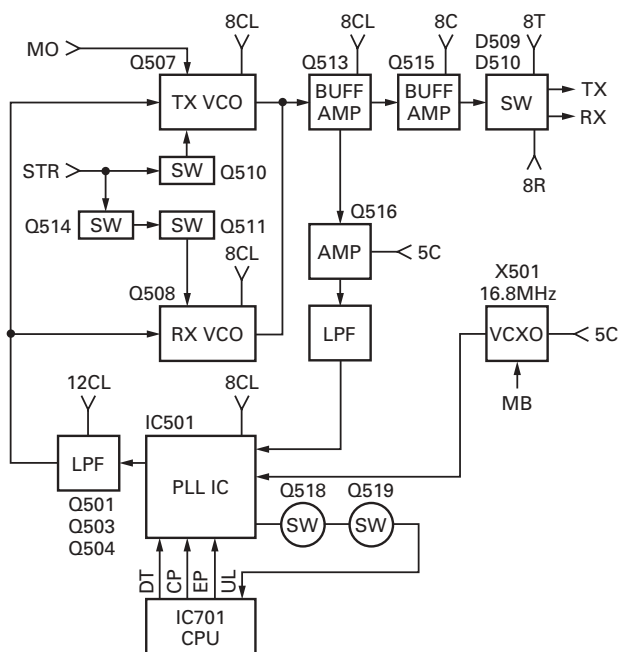 8CL
8CL
8C
D509
8T
MO
Q507
Q513
Q515
D510
TX VCO
BUFF
AMP
BUFF
AMP
SW
TX
RX
STR
SW
Q510
8R
Q514
SW
SW
Q511
Q516
8CL
AMP
5C
X501
16.8MHz
Q508
RX VCO
LPF
VCXO
5C
12CL
8CL
MB
IC501
LPF
PLL IC
Q518
Q519
Q501
Q503
Q504
SW
SW
DT
CP
EP
UL
IC701
CPU